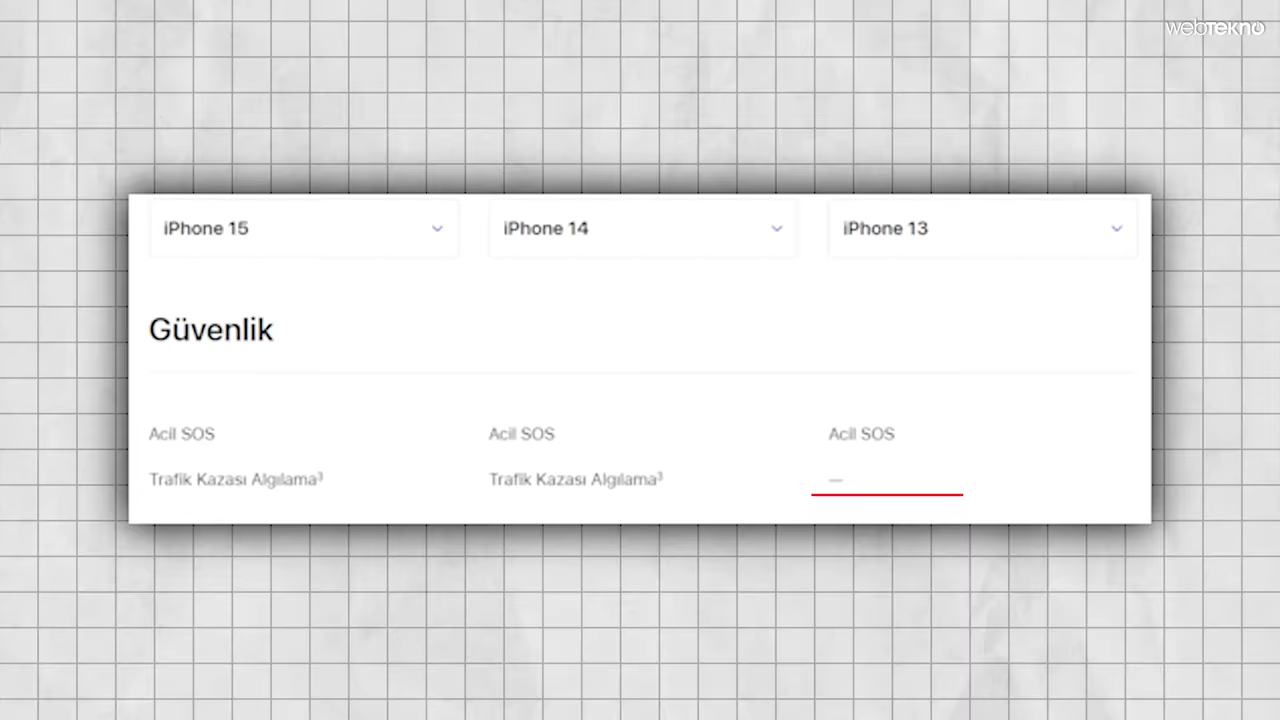 webtekno
iPhone 15 iPhone 14 iPhone 13
Güvenlik
Acil SOS Acil SOS Acil SOS
Trafik Kazası Algılama³ Trafik Kazası Algılama³ —